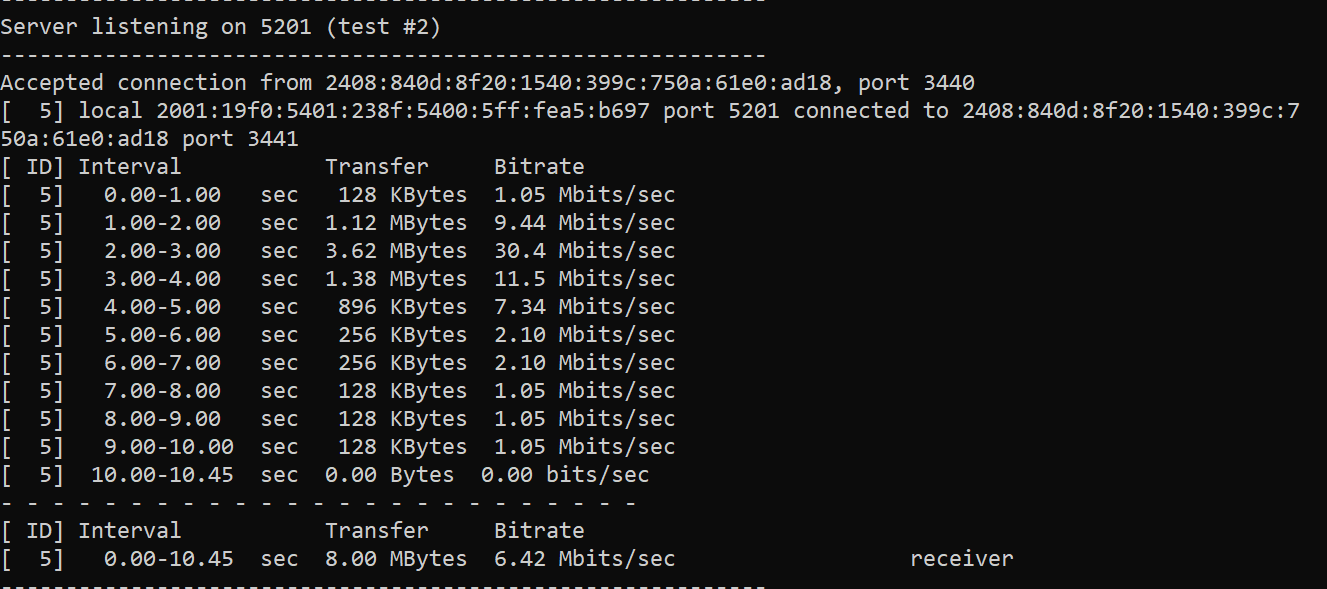 -----------------------------------------------------------
Server listening on 5201 (test #2)
-----------------------------------------------------------
Accepted connection from 2408:840d:8f20:1540:399c:750a:61e0:ad18, port 3440
[  5] local 2001:19f0:5401:238f:5400:5ff:fea5:b697 port 5201 connected to 2408:840d:8f20:1540:399c:7
50a:61e0:ad18 port 3441
[ ID] Interval           Transfer     Bitrate
[  5]   0.00-1.00   sec   128 KBytes  1.05 Mbits/sec
[  5]   1.00-2.00   sec  1.12 MBytes  9.44 Mbits/sec
[  5]   2.00-3.00   sec  3.62 MBytes  30.4 Mbits/sec
[  5]   3.00-4.00   sec  1.38 MBytes  11.5 Mbits/sec
[  5]   4.00-5.00   sec   896 KBytes  7.34 Mbits/sec
[  5]   5.00-6.00   sec   256 KBytes  2.10 Mbits/sec
[  5]   6.00-7.00   sec   256 KBytes  2.10 Mbits/sec
[  5]   7.00-8.00   sec   128 KBytes  1.05 Mbits/sec
[  5]   8.00-9.00   sec   128 KBytes  1.05 Mbits/sec
[  5]   9.00-10.00  sec   128 KBytes  1.05 Mbits/sec
[  5]  10.00-10.45  sec  0.00 Bytes  0.00 bits/sec
- - - - - - - - - - - - - - - - - - - - - - - - -
[ ID] Interval           Transfer     Bitrate
[  5]   0.00-10.45  sec  8.00 MBytes  6.42 Mbits/sec                  receiver
-----------------------------------------------------------